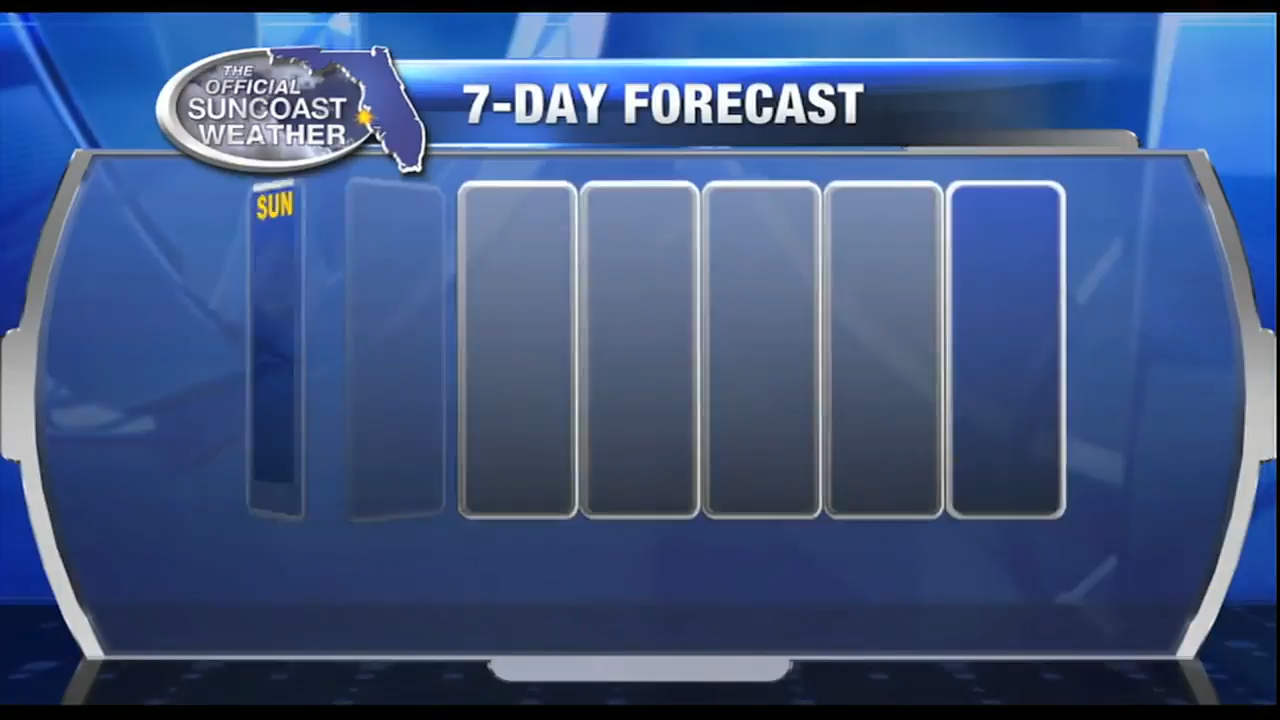 THE
OFFICIAL
SUNCOAST
WEATHER
7-DAY FORECAST
SUN